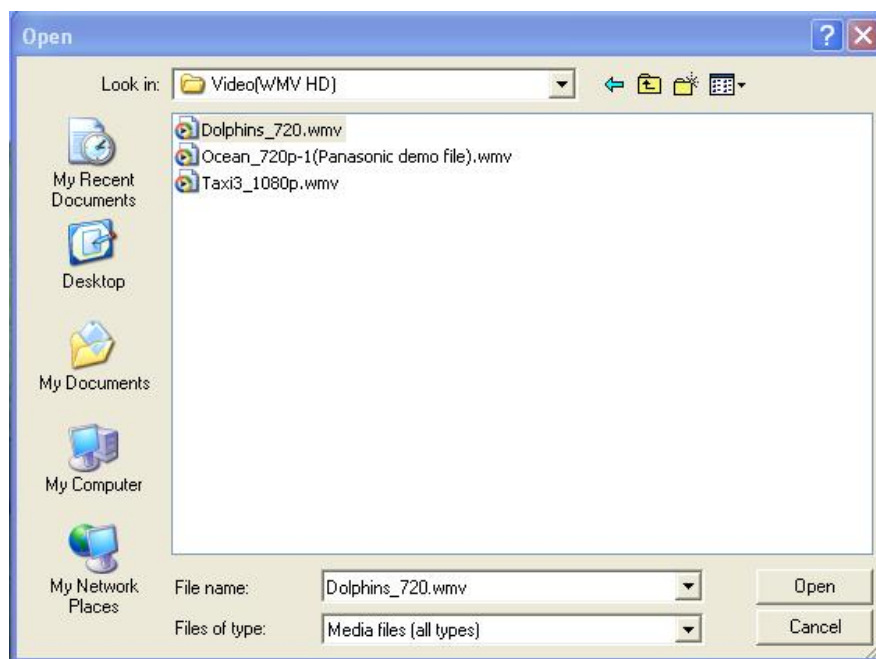 Open
Look in: Video(WMV HD)
Dolphins_720.wmv
Ocean_720p-1(Panasonic demo file).wmv
Taxi3_1080p.wmv
My Recent
Documents
Desktop
My Documents
My Computer
My Network
Places
File name: Dolphins_720.wmv Open
Files of type: Media files (all types) Cancel